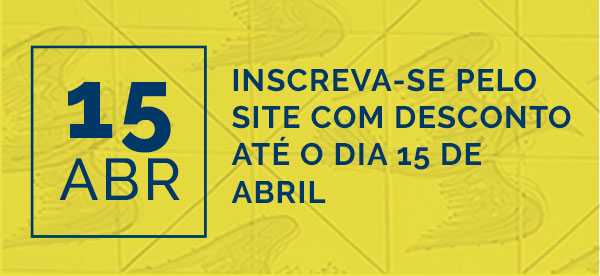 15
ABR
INSCREVA-SE PELO
SITE COM DESCONTO
ATÉ O DIA 15 DE
ABRIL